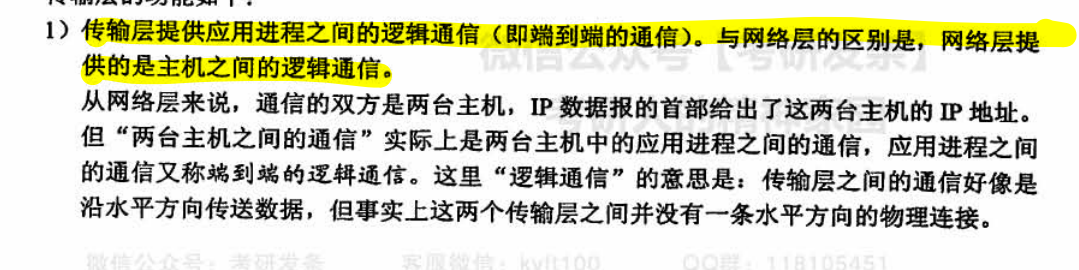 1）传输层提供应用进程之间的逻辑通信（即端到端的通信）。与网络层的区别是，网络层提
供的是主机之间的逻辑通信。
微信公众号【考研发条】
从网络层来说，通信的双方是两台主机，IP 数据报的首部给出了这两台主机的 IP 地址。
但“两台主机之间的通信”实际上是两台主机中的应用进程之间的通信，应用进程之间
的通信又称端到端的逻辑通信。这里“逻辑通信”的意思是：传输层之间的通信好像是
沿水平方向传送数据，但事实上这两个传输层之间并没有一条水平方向的物理连接。
微信公众号：考研发条 客服微信：kyft100 QQ群：118105451